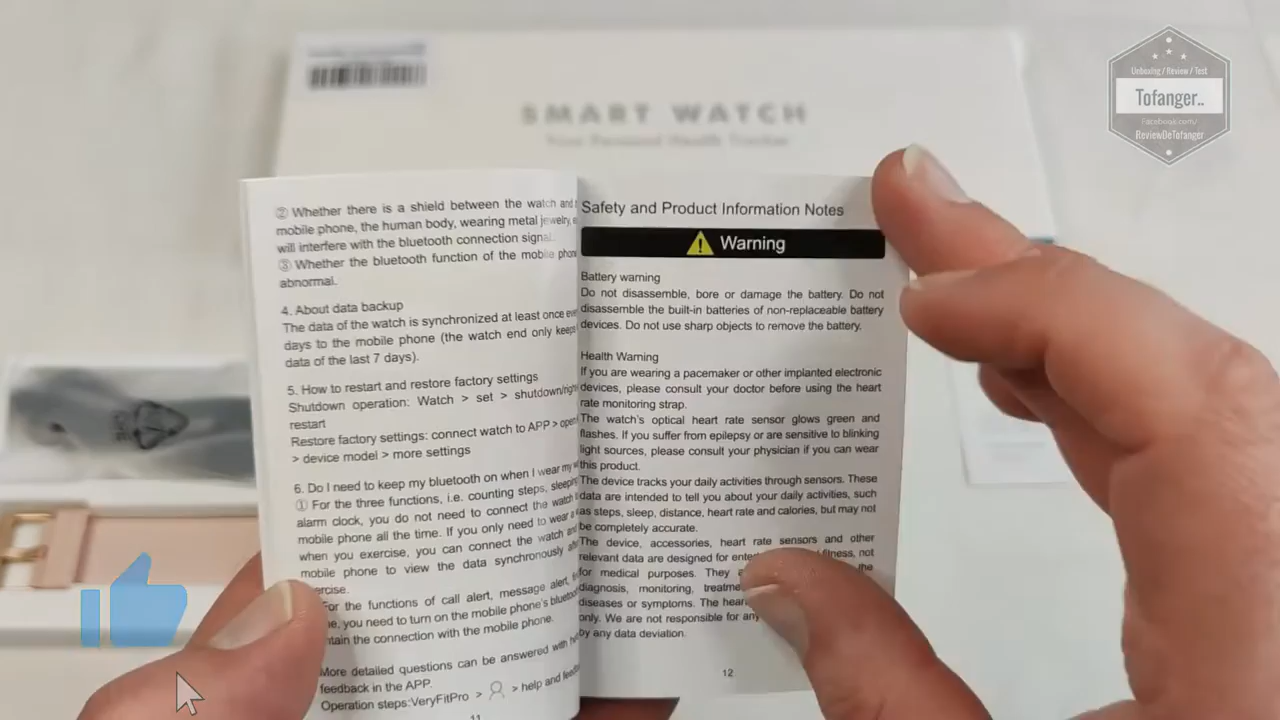 SMART WATCH
Your Personal Health Tracker
Unboxing / Review / Test
Tofanger..
Facebook.com/
ReviewDeTofanger
② Whether there is a shield between the watch and
mobile phone, the human body, wearing metal jewelry,
will interfere with the bluetooth connection signal.
③ Whether the bluetooth function of the mobile phone
abnormal.
4. About data backup
The data of the watch is synchronized at least once
days to the mobile phone (the watch end only keeps
data of the last 7 days).
5. How to restart and restore factory settings
Shutdown operation: Watch > set > shutdown/
restart
Restore factory settings: connect watch to APP >
> device model > more settings
6. Do I need to keep my bluetooth on when I wear my
① For the three functions, i.e. counting steps, sleeping
alarm clock, you do not need to connect the watch
mobile phone all the time. If you only need to wear a
when you exercise, you can connect the watch and
mobile phone to view the data synchronously
ercise.
For the functions of call alert, message alert,
you need to turn on the mobile phone's bluetooth
tain the connection with the mobile phone.
More detailed questions can be answered with
feedback in the APP.
Operation steps:VeryFitPro > > help and
11
Safety and Product Information Notes
Warning
Battery warning
Do not disassemble, bore or damage the battery. Do not
disassemble the built-in batteries of non-replaceable battery
devices. Do not use sharp objects to remove the battery.
Health Warning
If you are wearing a pacemaker or other implanted electronic
devices, please consult your doctor before using the heart
rate monitoring strap.
The watch's optical heart rate sensor glows green and
flashes. If you suffer from epilepsy or are sensitive to blinking
light sources, please consult your physician if you can wear
this product.
The device tracks your daily activities through sensors. These
data are intended to tell you about your daily activities, such
as steps, sleep, distance, heart rate and calories, but may not
be completely accurate.
The device, accessories, heart rate sensors and other
relevant data are designed for fitness, not
for medical purposes. They the
diagnosis, monitoring,
diseases or symptoms. The
only. We are not responsible for any
by any data deviation.
12